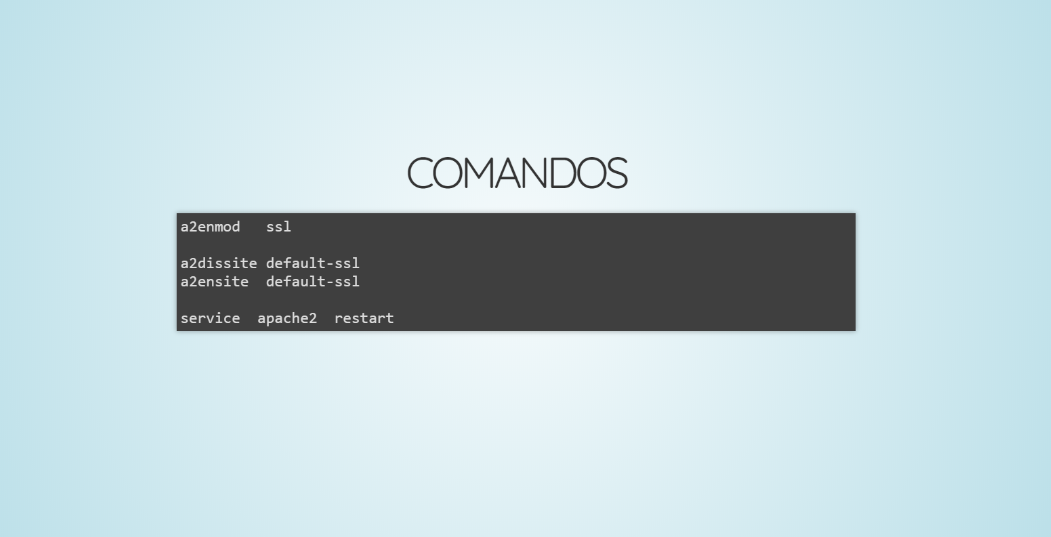 COMANDOS
a2enmod   ssl
a2dissite default-ssl
a2ensite  default-ssl
service  apache2  restart